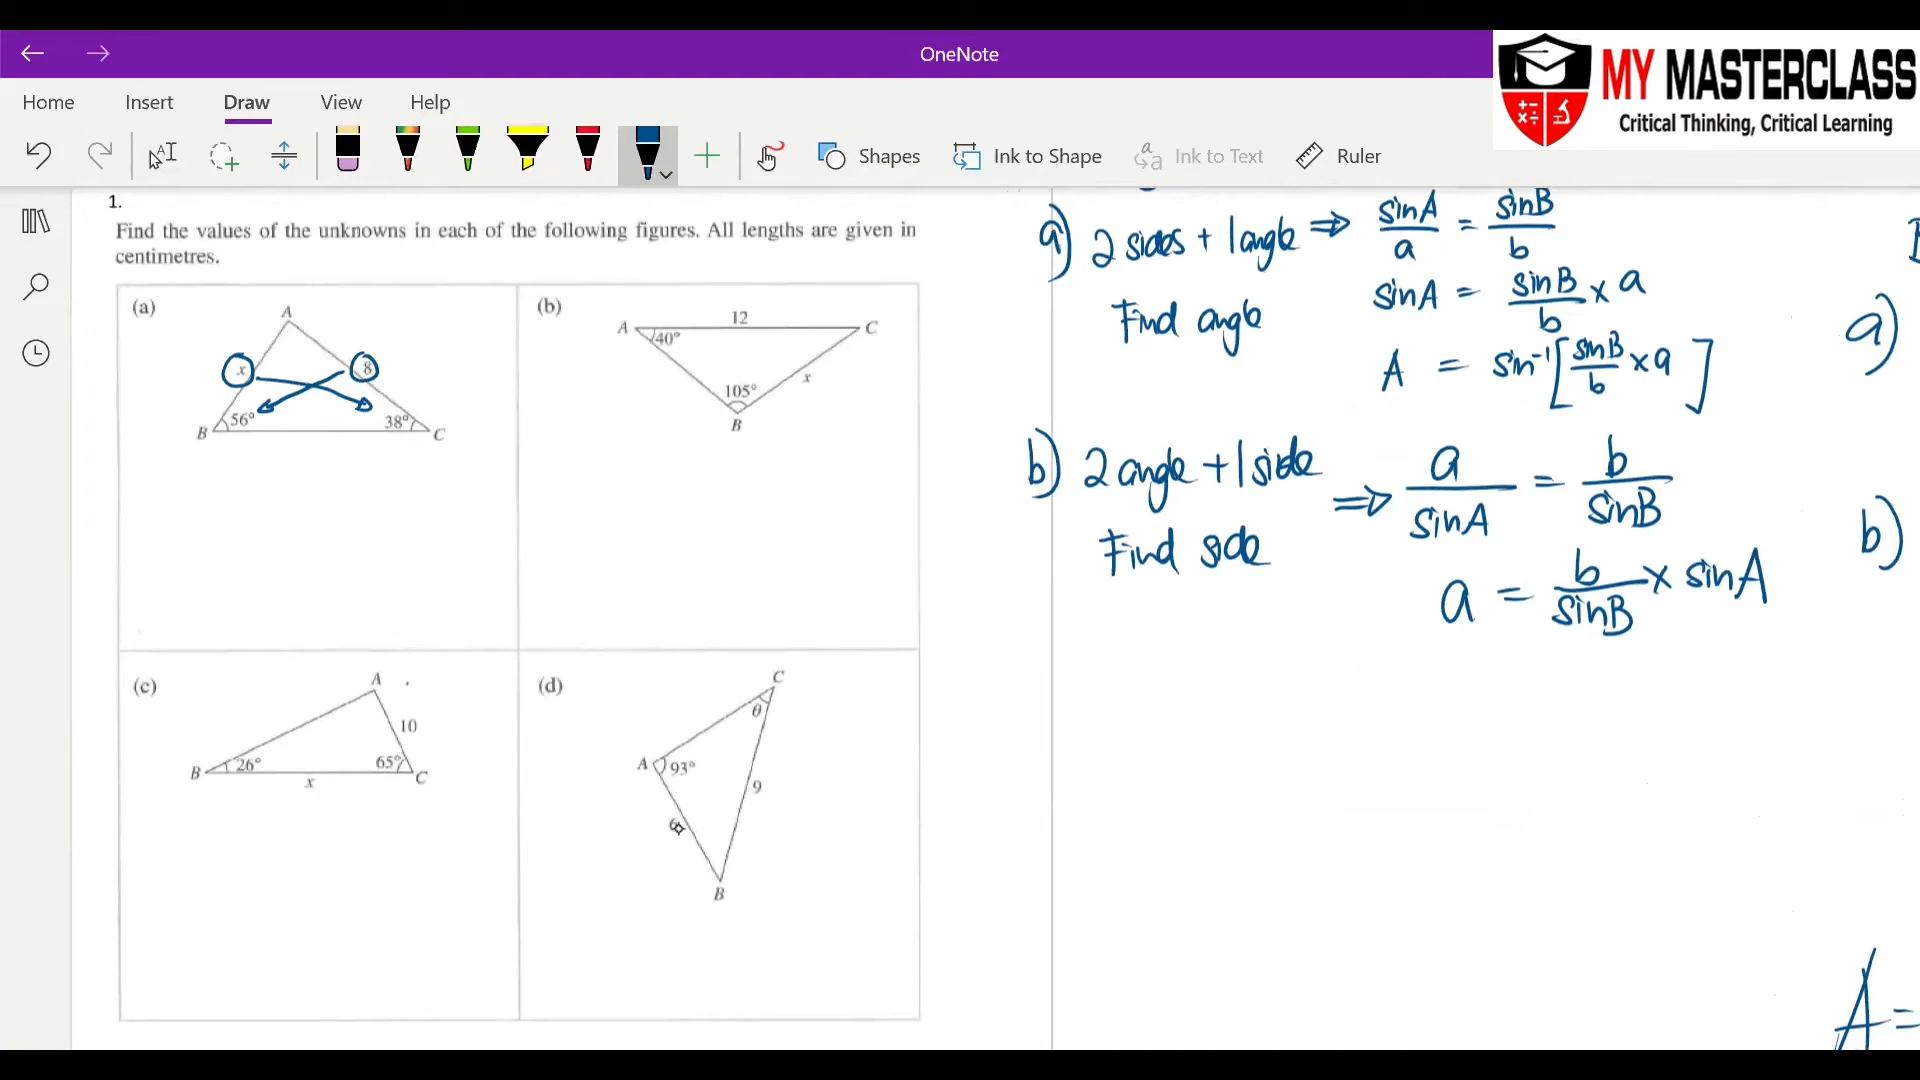 OneNote
MY MASTERCLASS
Critical Thinking, Critical Learning
Home Insert Draw View Help
Shapes Ink to Shape Ink to Text Ruler
1.
Find the values of the unknowns in each of the following figures. All lengths are given in
centimetres.
(a)
A
x
8
56°
38°
B
C
(b)
12
A
C
40°
105°
x
B
(c)
A
10
B
26°
65°
C
x
(d)
C
θ
A
93°
9
6
B
a) 2 sides + 1 angle ⇒ sinA/a = sinB/b
Find angle
sinA = sinB/b × a
A = sin⁻¹[sinB/b × a]
b) 2 angle + 1 side ⇒ a/sinA = b/sinB
Find side
a = b/sinB × sinA
a)
b)
A =